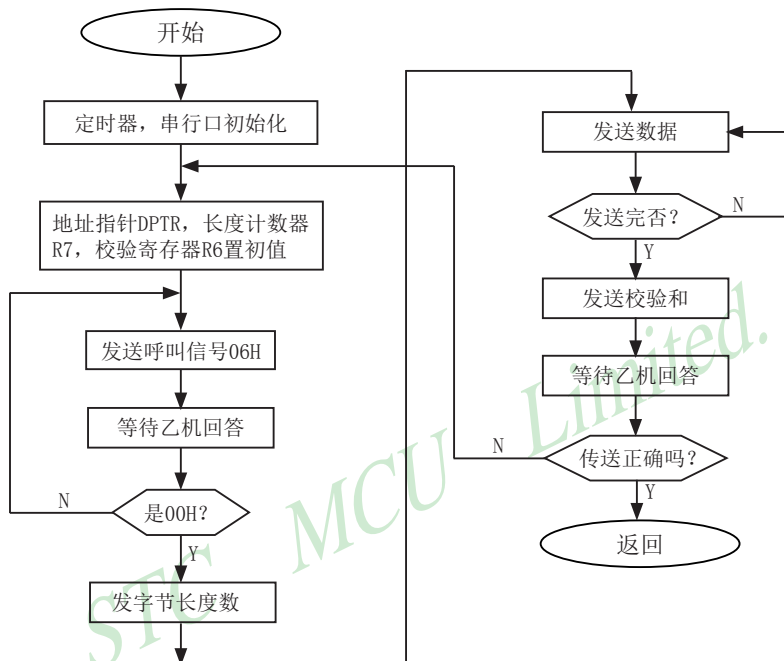 开始
定时器，串行口初始化
地址指针DPTR，长度计数器
R7，校验寄存器R6置初值
发送呼叫信号06H
等待乙机回答
是00H？
N
Y
发字节长度数
发送数据
发送完否？
N
Y
发送校验和
等待乙机回答
传送正确吗？
N
Y
返回
STC MCU Limited.